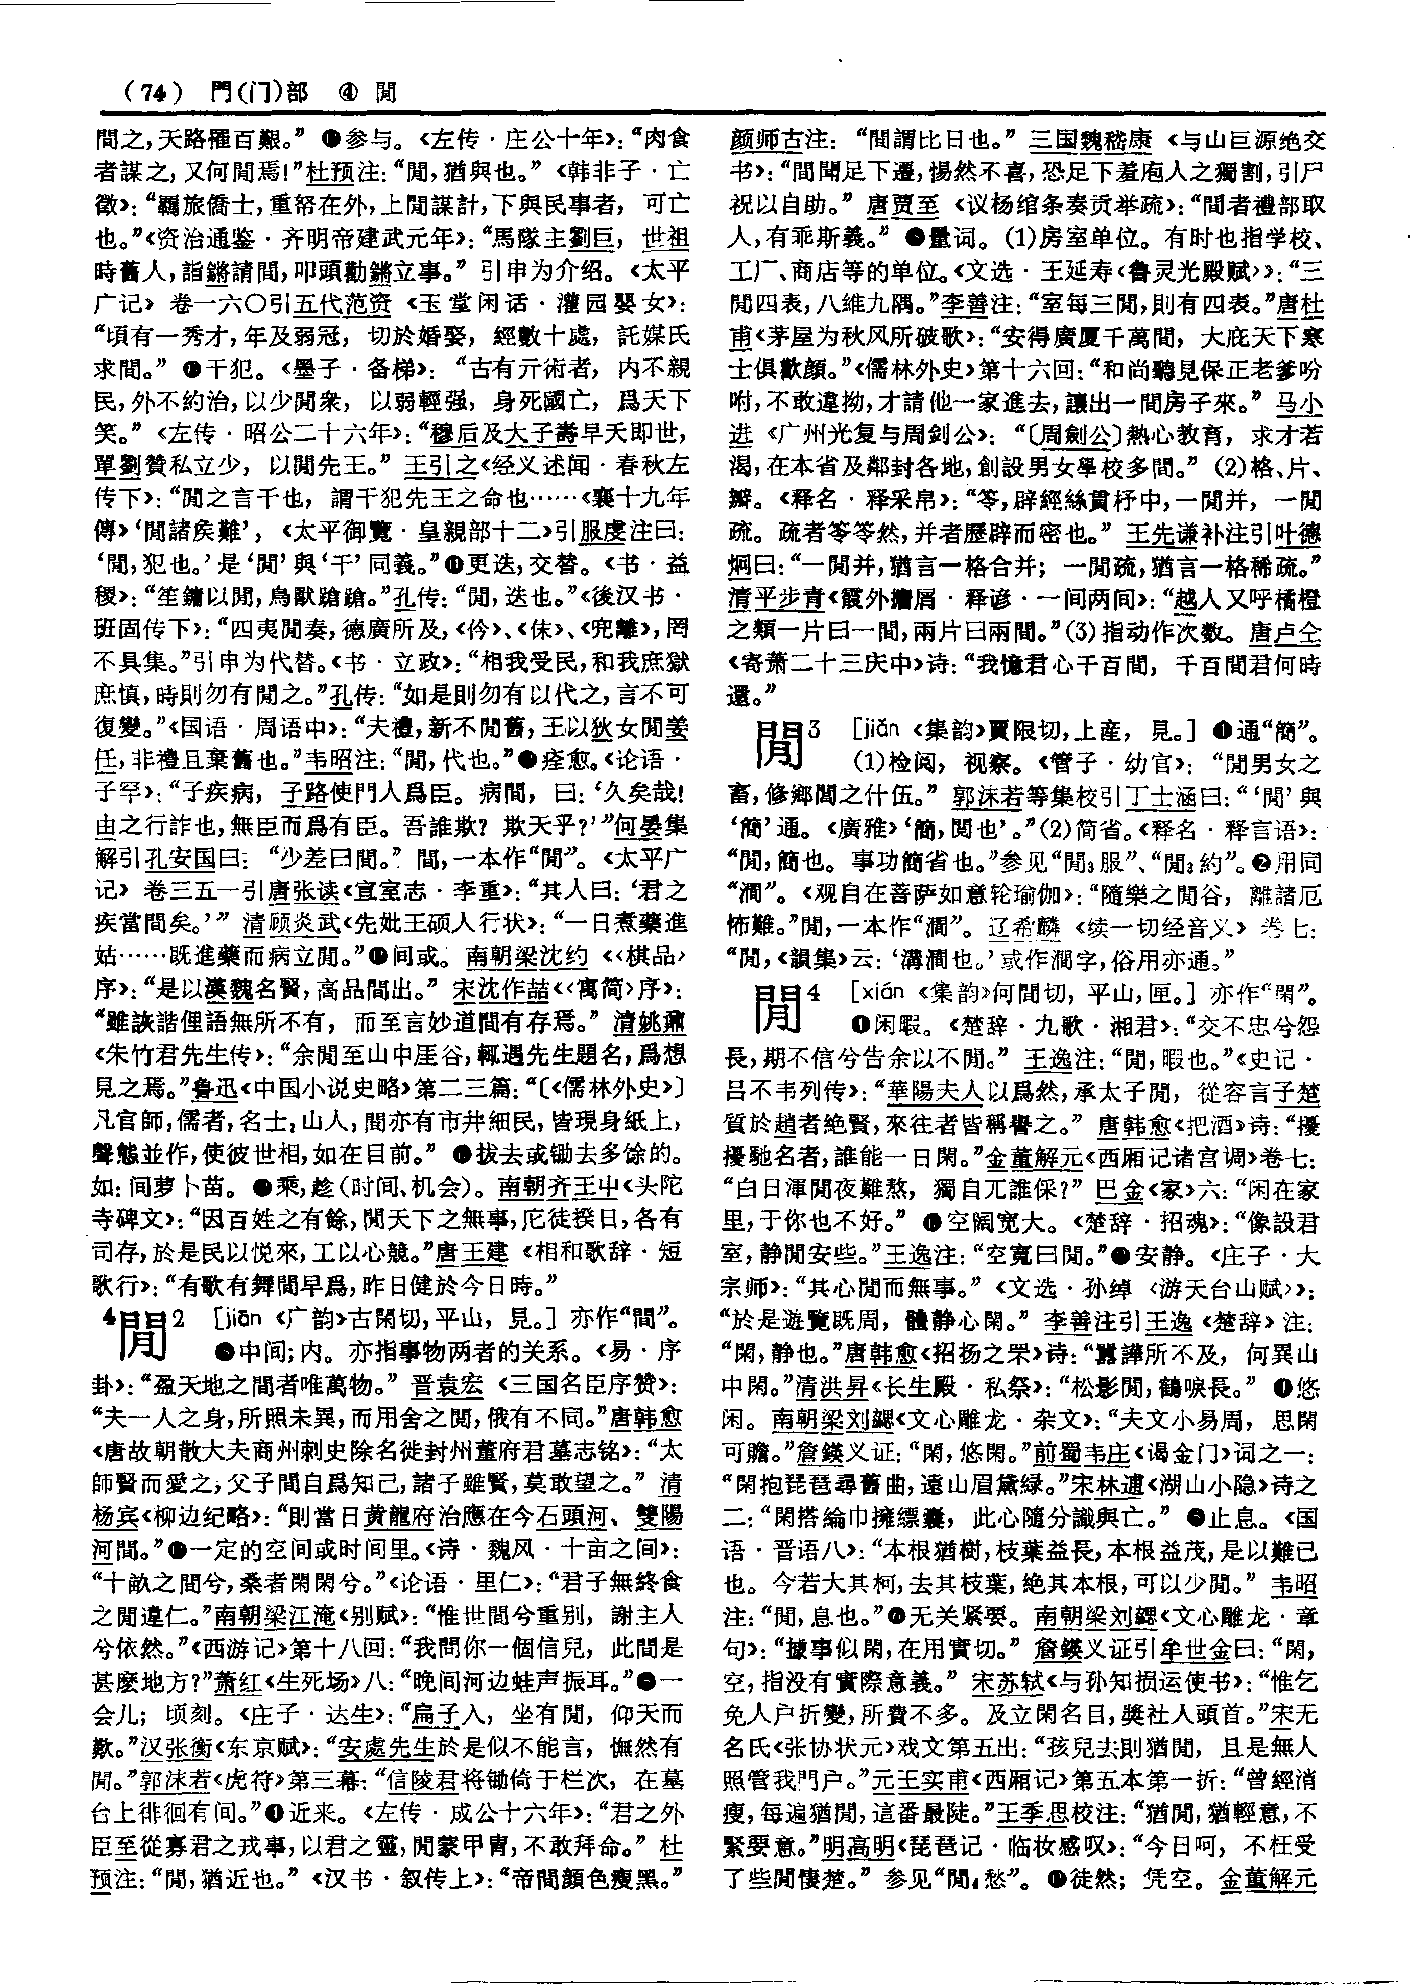 （74） 門（门）部 ④ 閒
間之，天路罹百艱。” ❾参与。《左传·庄公十年》：“肉食
者謀之，又何閒焉！”杜预注：“閒，猶與也。” 《韩非子·亡
徵》：“羈旅僑士，重帑在外，上閒謀計，下與民事者，可亡
也。”《资治通鉴·齐明帝建武元年》：“馬隊主劉巨，世祖
時舊人，詣鏘請間，叩頭勸鏘立事。” 引申为介绍。《太平
广记》卷一六〇引五代范资《玉堂闲话·灌园婴女》：
“頃有一秀才，年及弱冠，切於婚娶，經數十處，託媒氏
求間。” ❿干犯。《墨子·备梯》：“古有亓術者，内不親
民，外不約治，以少閒衆，以弱輕强，身死國亡，爲天下
笑。” 《左传·昭公二十六年》：“穆后及大子壽早夭即世，
單劉贊私立少，以閒先王。” 王引之《经义述闻·春秋左
传下》：“閒之言干也，謂干犯先王之命也……《襄十九年
傳》‘閒諸侯難’，《太平御覽·皇親部十二》引服虔注曰：
‘閒，犯也。’是‘閒’與‘干’同義。”⓫更迭，交替。《书·益
稷》：“笙鏞以閒，鳥獸蹌蹌。”孔传：“閒，迭也。”《後汉书·
班固传下》：“四夷閒奏，德廣所及，《伶》、《侏》、《兜離》，罔
不具集。”引申为代替。《书·立政》：“相我受民，和我庶獄
庶慎，時則勿有閒之。”孔传：“如是則勿有以代之，言不可
復變。”《国语·周语中》：“夫禮，新不閒舊，王以狄女閒姜
任，非禮且棄舊也。”韦昭注：“閒，代也。”⓬痊愈。《论语·
子罕》：“子疾病，子路使門人爲臣。病間，曰：‘久矣哉！
由之行詐也，無臣而爲有臣。吾誰欺？欺天乎？’”何晏集
解引孔安国曰：“少差曰間。” 間，一本作“閒”。《太平广
记》卷三五一引唐张读《宣室志·李重》：“其人曰：‘君之
疾當間矣。’” 清顾炎武《先妣王硕人行状》：“一日煮藥進
姑……既進藥而病立閒。”⓭间或。南朝梁沈约《〈棋品〉
序》：“是以漢魏名賢，高品間出。” 宋沈作喆《〈寓简〉序》：
“雖詼諧俚語無所不有，而至言妙道間有存焉。” 清姚鼐
《朱竹君先生传》：“余閒至山中厓谷，輒遇先生題名，爲想
見之焉。”鲁迅《中国小说史略》第二三篇：“〔《儒林外史》〕
凡官師，儒者，名士，山人，間亦有市井細民，皆現身紙上，
聲態並作，使彼世相，如在目前。” ⓮拔去或锄去多馀的。
如：间萝卜苗。⓯乘，趁（时间、机会）。南朝齐王屮《头陀
寺碑文》：“因百姓之有餘，閒天下之無事，庀徒揆日，各有
司存，於是民以悦來，工以心競。”唐王建《相和歌辞·短
歌行》：“有歌有舞閒早爲，昨日健於今日時。”
4閒2 ［jiān 《广韵》古閑切，平山，見。］ 亦作“間”。
❶中间；内。亦指事物两者的关系。《易·序
卦》：“盈天地之間者唯萬物。” 晋袁宏《三国名臣序赞》：
“夫一人之身，所照未異，而用舍之閒，俄有不同。”唐韩愈
《唐故朝散大夫商州刺史除名徙封州董府君墓志铭》：“太
師賢而愛之，父子間自爲知己，諸子雖賢，莫敢望之。” 清
杨宾《柳边纪略》：“則當日黄龍府治應在今石頭河、雙陽
河間。”❷一定的空间或时间里。《诗·魏风·十亩之间》：
“十畝之間兮，桑者閑閑兮。”《论语·里仁》：“君子無終食
之閒違仁。”南朝梁江淹《别赋》：“惟世間兮重别，謝主人
兮依然。”《西游记》第十八回：“我問你一個信兒，此間是
甚麽地方？”萧红《生死场》八：“晚间河边蛙声振耳。”❸一
会儿；顷刻。《庄子·达生》：“扁子入，坐有閒，仰天而
歎。”汉张衡《东京赋》：“安處先生於是似不能言，憮然有
閒。”郭沫若《虎符》第三幕：“信陵君将锄倚于栏次，在墓
台上徘徊有间。”❹近来。《左传·成公十六年》：“君之外
臣至從寡君之戎事，以君之靈，閒蒙甲胄，不敢拜命。” 杜
预注：“閒，猶近也。” 《汉书·叙传上》：“帝間顏色瘦黑。”
颜师古注：“間謂比日也。” 三国魏嵇康《与山巨源绝交
书》：“間聞足下遷，惕然不喜，恐足下羞庖人之獨割，引尸
祝以自助。” 唐贾至《议杨绾条奏贡举疏》：“間者禮部取
人，有乖斯義。” ❺量词。（1）房室单位。有时也指学校、
工厂、商店等的单位。《文选·王延寿〈鲁灵光殿赋〉》：“三
閒四表，八維九隅。”李善注：“室每三閒，則有四表。”唐杜
甫《茅屋为秋风所破歌》：“安得廣厦千萬間，大庇天下寒
士俱歡顏。”《儒林外史》第十六回：“和尚聽見保正老爹吩
咐，不敢違拗，才請他一家進去，讓出一間房子來。” 马小
进《广州光复与周剑公》：“〔周劍公〕熱心教育，求才若
渴，在本省及鄰封各地，創設男女學校多間。”（2）格、片、
瓣。《释名·释采帛》：“笭，辟經絲貫杼中，一閒并，一閒
疏。疏者笭笭然，并者歷辟而密也。” 王先谦补注引叶德
炯曰：“一閒并，猶言一格合并；一閒疏，猶言一格稀疏。”
清平步青《霞外攟屑·释谚·一间两间》：“越人又呼橘橙
之類一片曰一間，兩片曰兩間。”（3）指动作次数。唐卢仝
《寄萧二十三庆中》诗：“我憶君心千百間，千百間君何時
還。”
閒3 ［jiǎn 《集韵》賈限切，上產，見。］ ❶通“簡”。
（1）检阅，视察。《管子·幼官》：“閒男女之
畜，修鄉閭之什伍。” 郭沫若等集校引丁士涵曰：“‘閒’與
‘簡’通。《廣雅》‘簡，閱也’。”（2）简省。《释名·释言语》：
“閒，簡也。事功簡省也。”参见“閒3服”、“閒3約”。❷用同
“澗”。《观自在菩萨如意轮瑜伽》：“隨樂之閒谷，離諸厄
怖難。”閒，一本作“澗”。辽希麟《续一切经音义》卷七：
“閒，《韻集》云：‘溝澗也。’或作澗字，俗用亦通。”
閒4 ［xián 《集韵》何間切，平山，匣。］ 亦作“閑”。
❶闲暇。《楚辞·九歌·湘君》：“交不忠兮怨
長，期不信兮告余以不閒。” 王逸注：“閒，暇也。”《史记·
吕不韦列传》：“華陽夫人以爲然，承太子閒，從容言子楚
質於趙者絶賢，來往者皆稱譽之。” 唐韩愈《把酒》诗：“擾
擾馳名者，誰能一日閑。”金董解元《西厢记诸宫调》卷七：
“白日渾閒夜難熬，獨自兀誰倸？” 巴金《家》六：“闲在家
里，于你也不好。” ❷空阔宽大。《楚辞·招魂》：“像設君
室，静閒安些。”王逸注：“空寬曰閒。”❸安静。《庄子·大
宗师》：“其心閒而無事。” 《文选·孙绰〈游天台山赋〉》：
“於是遊覽既周，體静心閑。” 李善注引王逸《楚辞》注：
“閑，静也。”唐韩愈《招扬之罘》诗：“囂譁所不及，何異山
中閑。”清洪昇《长生殿·私祭》：“松影閒，鶴唳長。” ❹悠
闲。南朝梁刘勰《文心雕龙·杂文》：“夫文小易周，思閑
可贍。”詹鍈义证：“閑，悠閑。”前蜀韦庄《谒金门》词之一：
“閑抱琵琶尋舊曲，遠山眉黛緑。”宋林逋《湖山小隐》诗之
二：“閑搭綸巾擁縹囊，此心隨分識興亡。” ❺止息。《国
语·晋语八》：“本根猶樹，枝葉益長，本根益茂，是以難已
也。今若大其柯，去其枝葉，絶其本根，可以少閒。” 韦昭
注：“閒，息也。”❻无关紧要。南朝梁刘勰《文心雕龙·章
句》：“據事似閑，在用實切。” 詹鍈义证引牟世金曰：“閑，
空，指没有實際意義。” 宋苏轼《与孙知损运使书》：“惟乞
免人户折變，所費不多。及立閑名目，獎社人頭首。”宋无
名氏《张协状元》戏文第五出：“孩兒去則猶閒，且是無人
照管我門户。”元王实甫《西厢记》第五本第一折：“曾經消
瘦，每遍猶閒，這番最陡。”王季思校注：“猶閒，猶輕意，不
緊要意。”明高明《琵琶记·临妆感叹》：“今日呵，不枉受
了些閒悽楚。” 参见“閒4愁”。❼徒然；凭空。金董解元